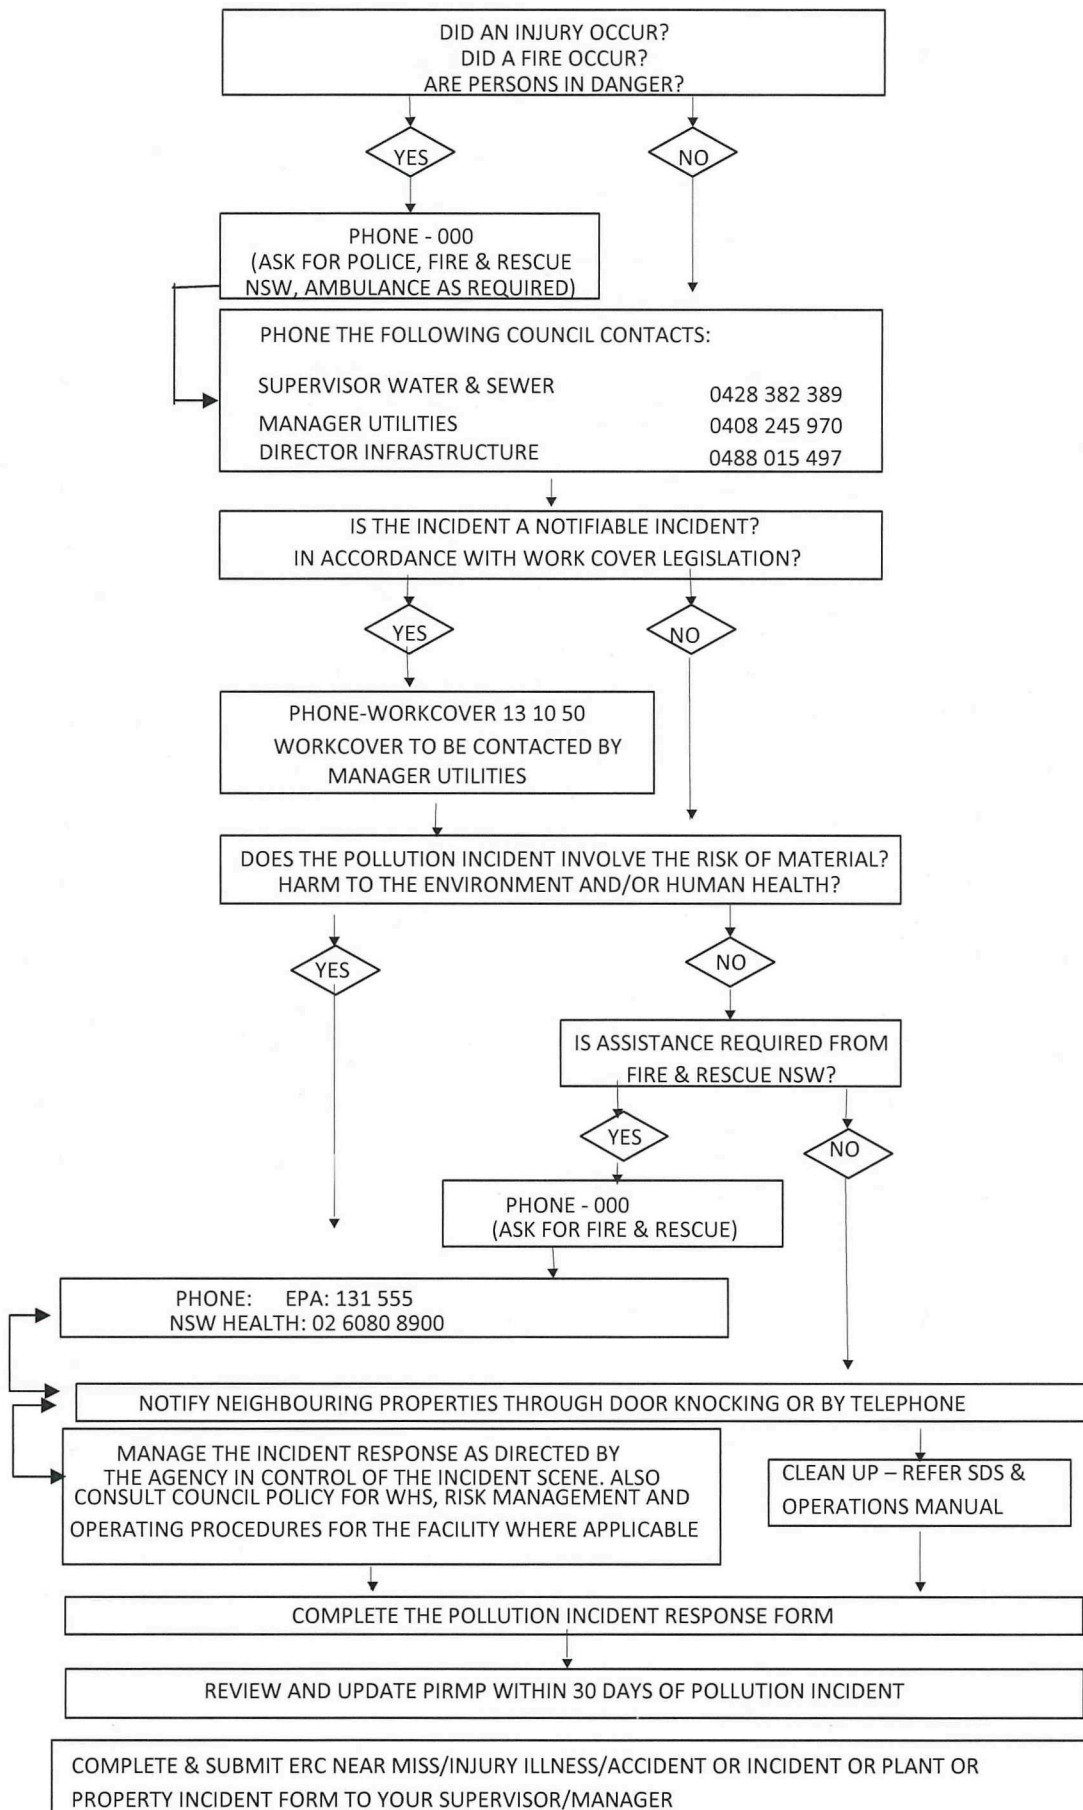 DID AN INJURY OCCUR?
DID A FIRE OCCUR?
ARE PERSONS IN DANGER?
YES
NO
PHONE - 000
(ASK FOR POLICE, FIRE & RESCUE
NSW, AMBULANCE AS REQUIRED)
PHONE THE FOLLOWING COUNCIL CONTACTS:
SUPERVISOR WATER & SEWER 0428 382 389
MANAGER UTILITIES 0408 245 970
DIRECTOR INFRASTRUCTURE 0488 015 497
IS THE INCIDENT A NOTIFIABLE INCIDENT?
IN ACCORDANCE WITH WORK COVER LEGISLATION?
YES
NO
PHONE-WORKCOVER 13 10 50
WORKCOVER TO BE CONTACTED BY
MANAGER UTILITIES
DOES THE POLLUTION INCIDENT INVOLVE THE RISK OF MATERIAL?
HARM TO THE ENVIRONMENT AND/OR HUMAN HEALTH?
YES
NO
IS ASSISTANCE REQUIRED FROM
FIRE & RESCUE NSW?
YES
NO
PHONE - 000
(ASK FOR FIRE & RESCUE)
PHONE: EPA: 131 555
NSW HEALTH: 02 6080 8900
NOTIFY NEIGHBOURING PROPERTIES THROUGH DOOR KNOCKING OR BY TELEPHONE
MANAGE THE INCIDENT RESPONSE AS DIRECTED BY
THE AGENCY IN CONTROL OF THE INCIDENT SCENE. ALSO
CONSULT COUNCIL POLICY FOR WHS, RISK MANAGEMENT AND
OPERATING PROCEDURES FOR THE FACILITY WHERE APPLICABLE
CLEAN UP – REFER SDS &
OPERATIONS MANUAL
COMPLETE THE POLLUTION INCIDENT RESPONSE FORM
REVIEW AND UPDATE PIRMP WITHIN 30 DAYS OF POLLUTION INCIDENT
COMPLETE & SUBMIT ERC NEAR MISS/INJURY ILLNESS/ACCIDENT OR INCIDENT OR PLANT OR
PROPERTY INCIDENT FORM TO YOUR SUPERVISOR/MANAGER